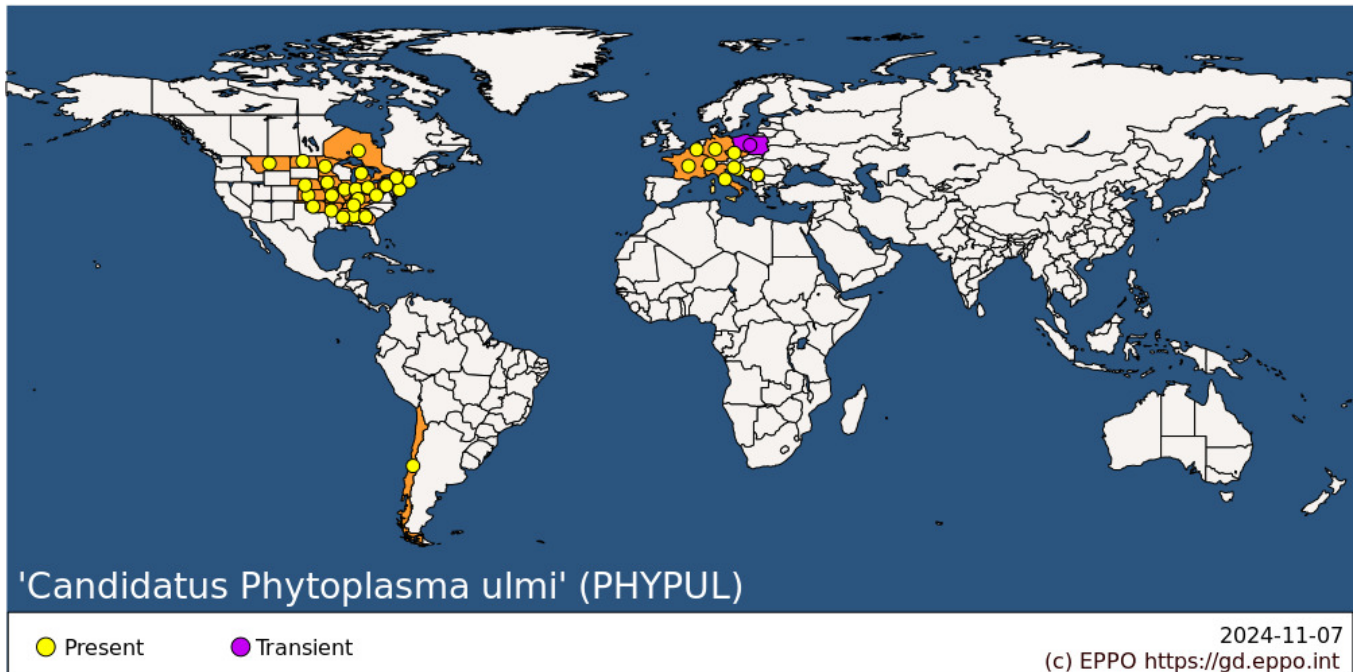 'Candidatus Phytoplasma ulmi' (PHYPUL)
Present
Transient
2024-11-07
(c) EPPO https://gd.eppo.int